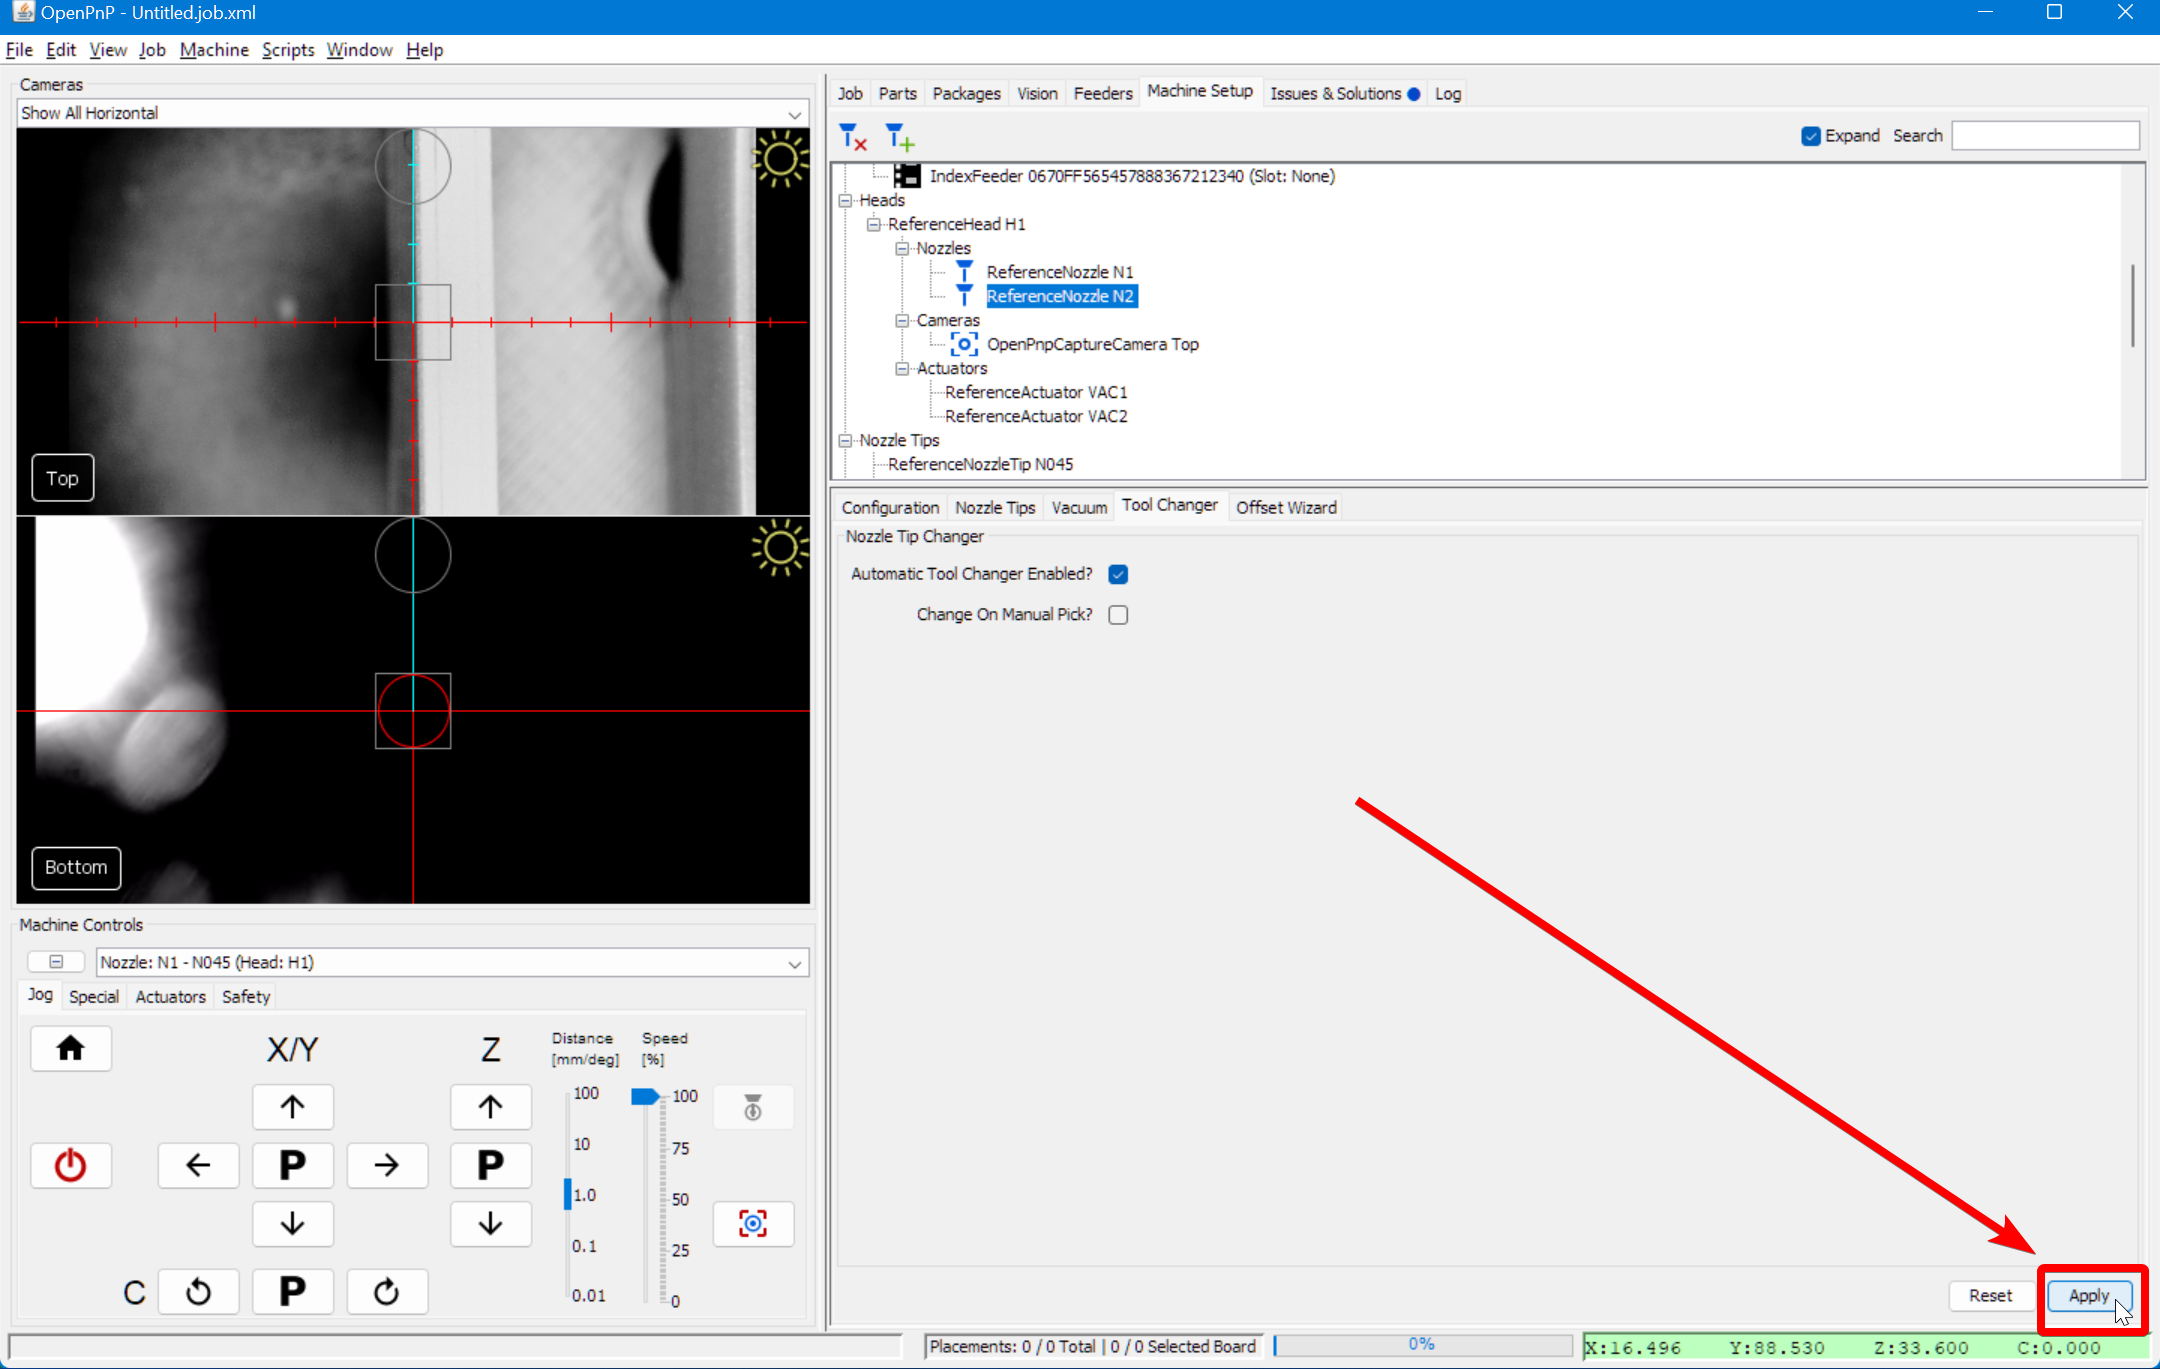 OpenPnP - Untitled.job.xml
File Edit View Job Machine Scripts Window Help
Cameras
Show All Horizontal
Top
Bottom
Machine Controls
Nozzle: N1 - N045 (Head: H1)
Jog Special Actuators Safety
X/Y Z Distance [mm/deg] Speed [%]
100 100
10 75
P P 1.0 50
0.1 25
C P 0.01 0
Job Parts Packages Vision Feeders Machine Setup Issues & Solutions Log
Expand Search
IndexFeeder 0670FF565457888367212340 (Slot: None)
Heads
ReferenceHead H1
Nozzles
ReferenceNozzle N1
ReferenceNozzle N2
Cameras
OpenPnpCaptureCamera Top
Actuators
ReferenceActuator VAC1
ReferenceActuator VAC2
Nozzle Tips
ReferenceNozzleTip N045
Configuration Nozzle Tips Vacuum Tool Changer Offset Wizard
Nozzle Tip Changer
Automatic Tool Changer Enabled?
Change On Manual Pick?
Reset Apply
Placements: 0 / 0 Total | 0 / 0 Selected Board 0% X:16.496 Y:88.530 Z:33.600 C:0.000